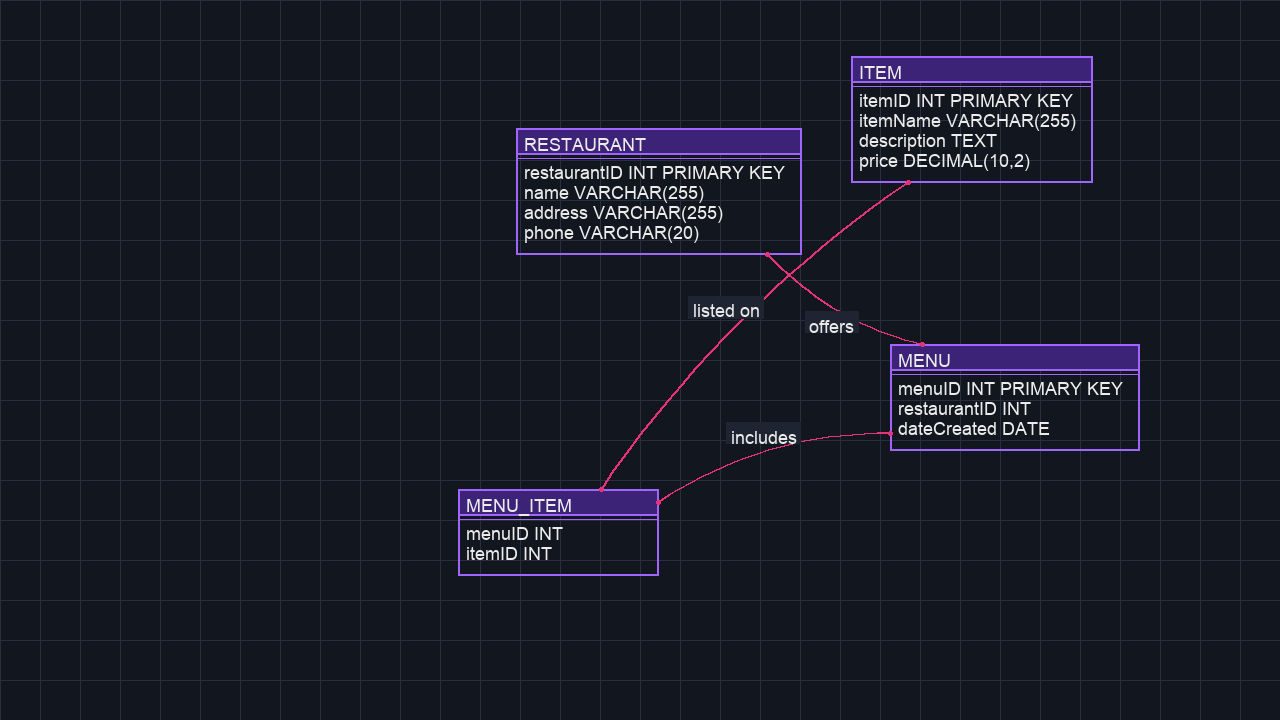 ITEM
itemID INT PRIMARY KEY
itemName VARCHAR(255)
description TEXT
price DECIMAL(10,2)
RESTAURANT
restaurantID INT PRIMARY KEY
name VARCHAR(255)
address VARCHAR(255)
phone VARCHAR(20)
listed on
offers
MENU
menuID INT PRIMARY KEY
restaurantID INT
dateCreated DATE
includes
MENU_ITEM
menuID INT
itemID INT